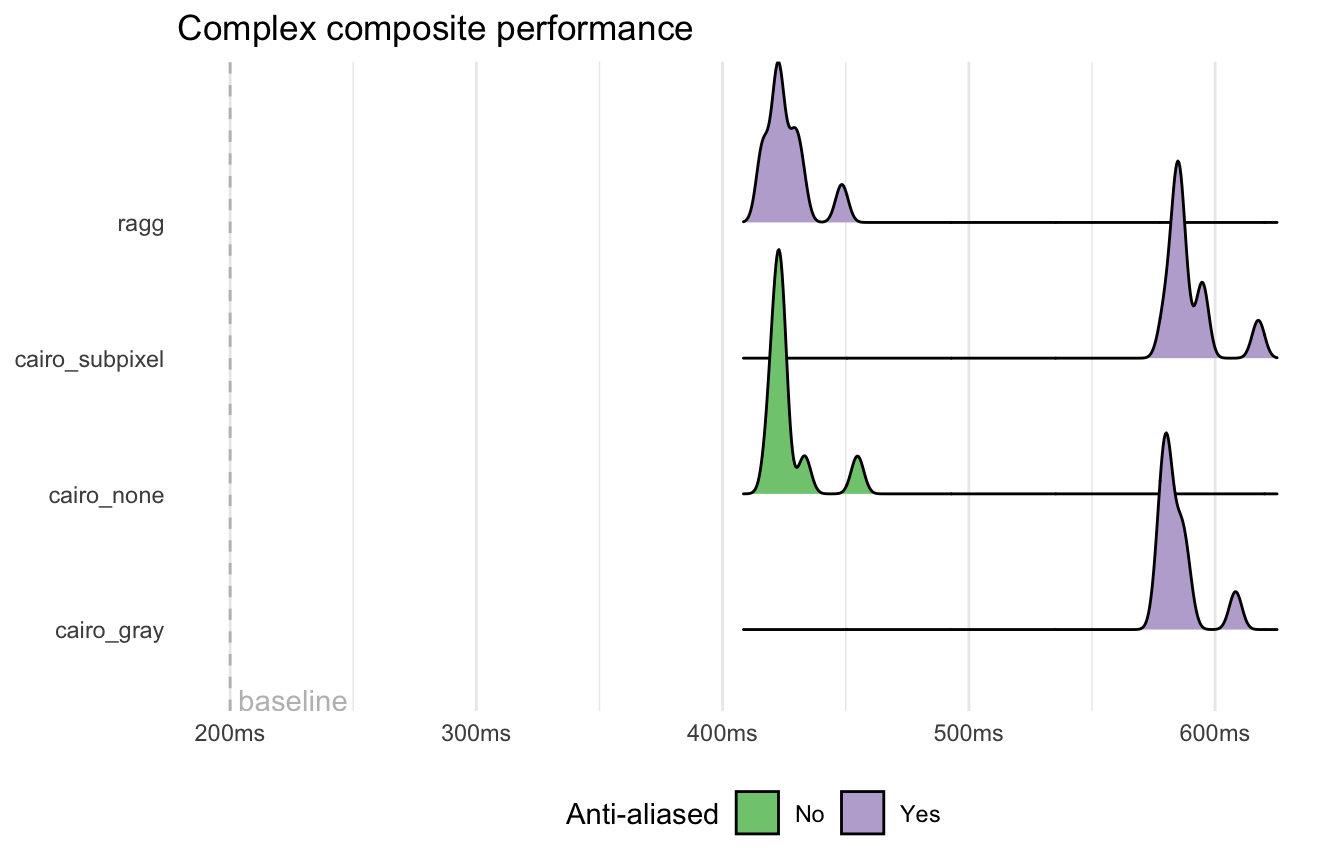 Complex composite performance
ragg
cairo_subpixel
cairo_none
cairo_gray
baseline
200ms 300ms 400ms 500ms 600ms
Anti-aliased No Yes